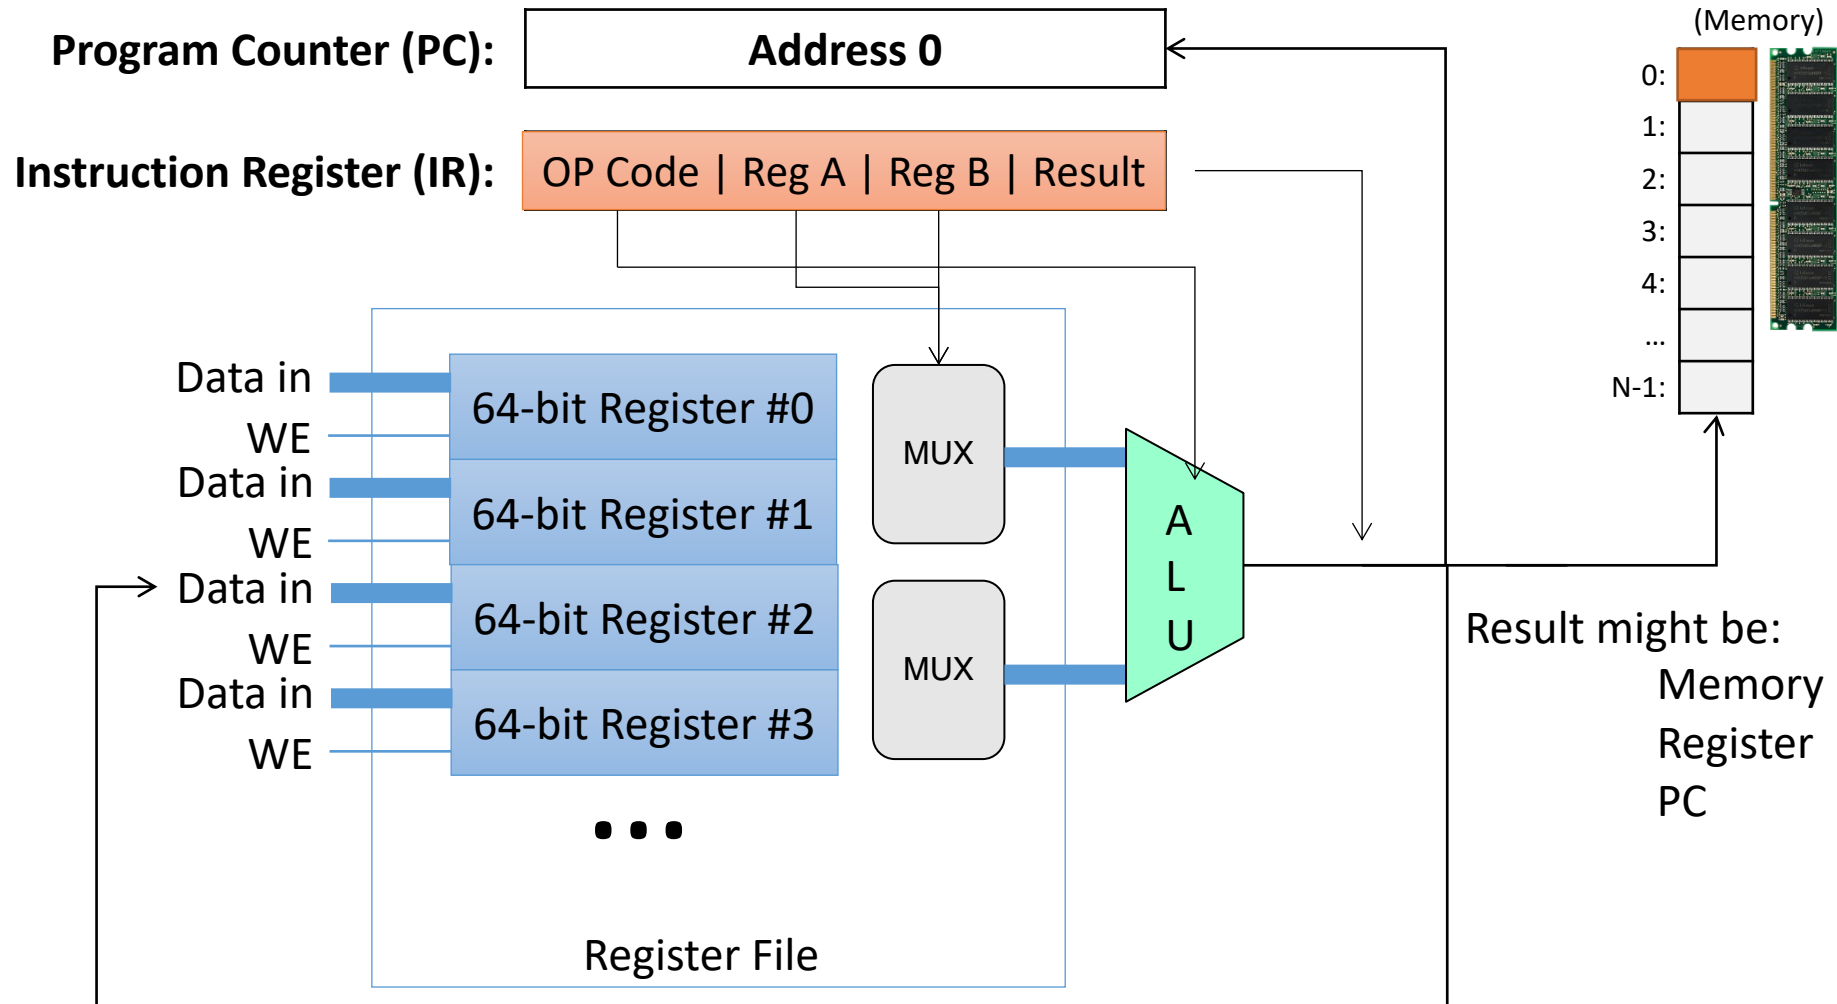 (Memory)
Program Counter (PC):
Address 0
0:
1:
Instruction Register (IR):
OP Code | Reg A | Reg B | Result
2:
3:
4:
...
N-1:
Data in
64-bit Register #0
WE
MUX
Data in
64-bit Register #1
WE
Data in
64-bit Register #2
WE
MUX
Data in
64-bit Register #3
WE
A
L
U
Result might be:
Memory
Register
PC
...
Register File